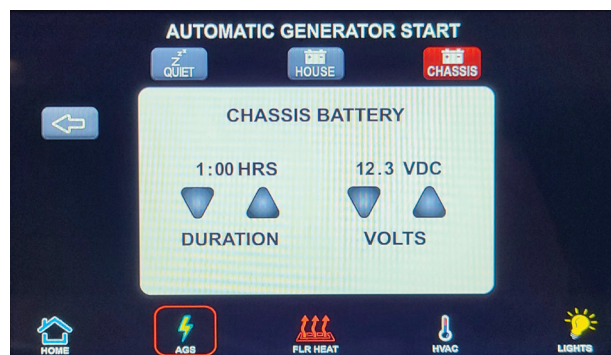 AUTOMATIC GENERATOR START
Z z z
QUIET
HOUSE
CHASSIS
CHASSIS BATTERY
1:00 HRS
12.3 VDC
DURATION
VOLTS
HOME
AGS
FLR HEAT
HVAC
LIGHTS